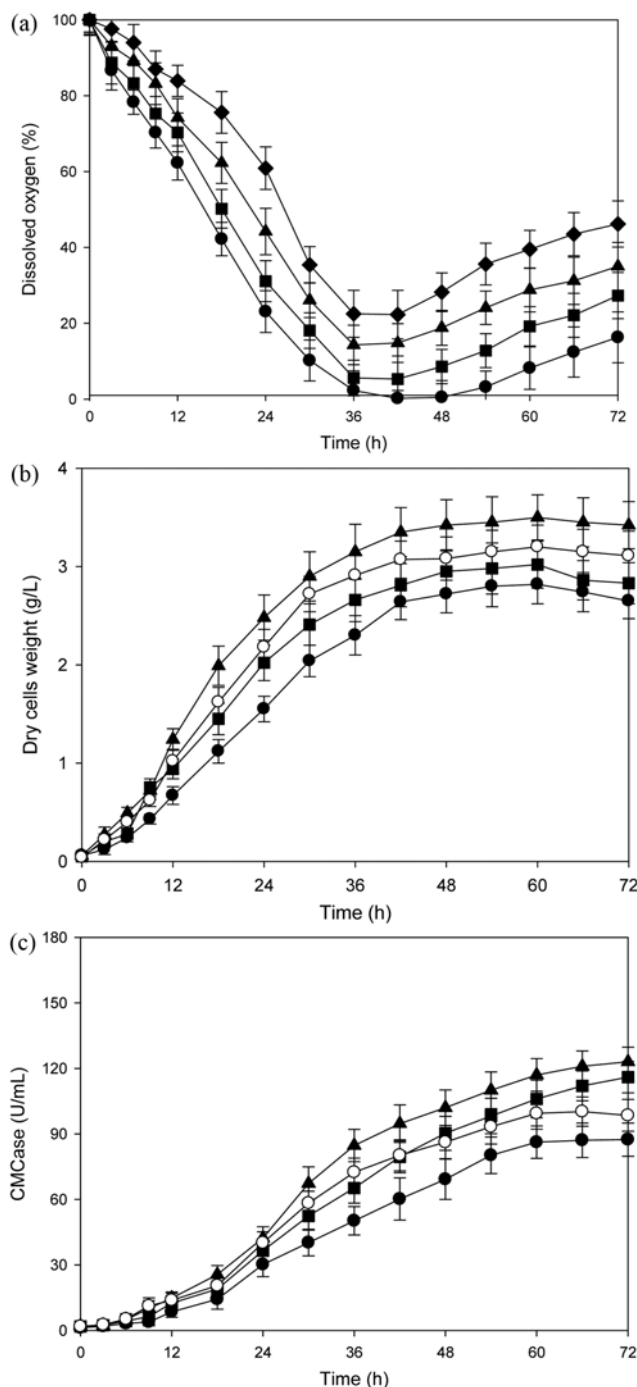 (a)
Dissolved oxygen (%)
100
80
60
40
20
0
0 12 24 36 48 60 72
Time (h)
(b)
Dry cells weight (g/L)
4
3
2
1
0
0 12 24 36 48 60 72
Time (h)
(c)
CMCase (U/mL)
180
150
120
90
60
30
0
0 12 24 36 48 60 72
Time (h)